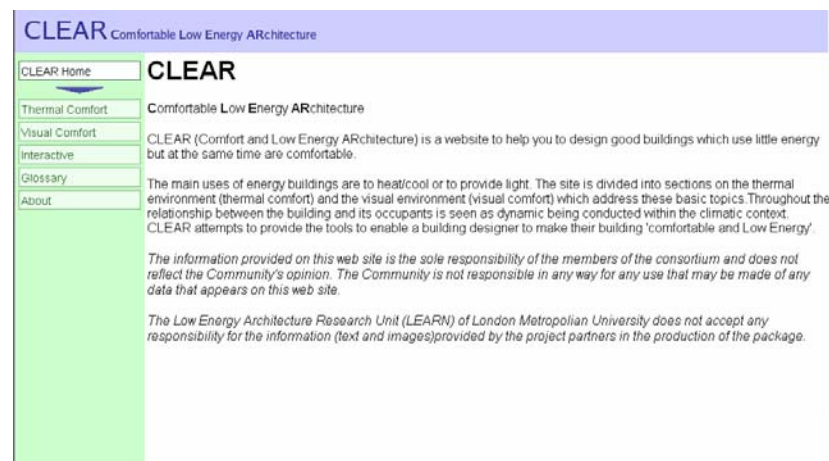 CLEAR Comfortable Low Energy ARchitecture
CLEAR Home
Thermal Comfort
Visual Comfort
Interactive
Glossary
About
CLEAR
Comfortable Low Energy ARchitecture
CLEAR (Comfort and Low Energy ARchitecture) is a website to help you to design good buildings which use little energy
but at the same time are comfortable.
The main uses of energy buildings are to heat/cool or to provide light. The site is divided into sections on the thermal
environment (thermal comfort) and the visual environment (visual comfort) which address these basic topics.Throughout the
relationship between the building and its occupants is seen as dynamic being conducted within the climatic context.
CLEAR attempts to provide the tools to enable a building designer to make their building 'comfortable and Low Energy'.
The information provided on this web site is the sole responsibility of the members of the consortium and does not
reflect the Community's opinion. The Community is not responsible in any way for any use that may be made of any
data that appears on this web site.
The Low Energy Architecture Research Unit (LEARN) of London Metropolian University does not accept any
responsibility for the information (text and images)provided by the project partners in the production of the package.